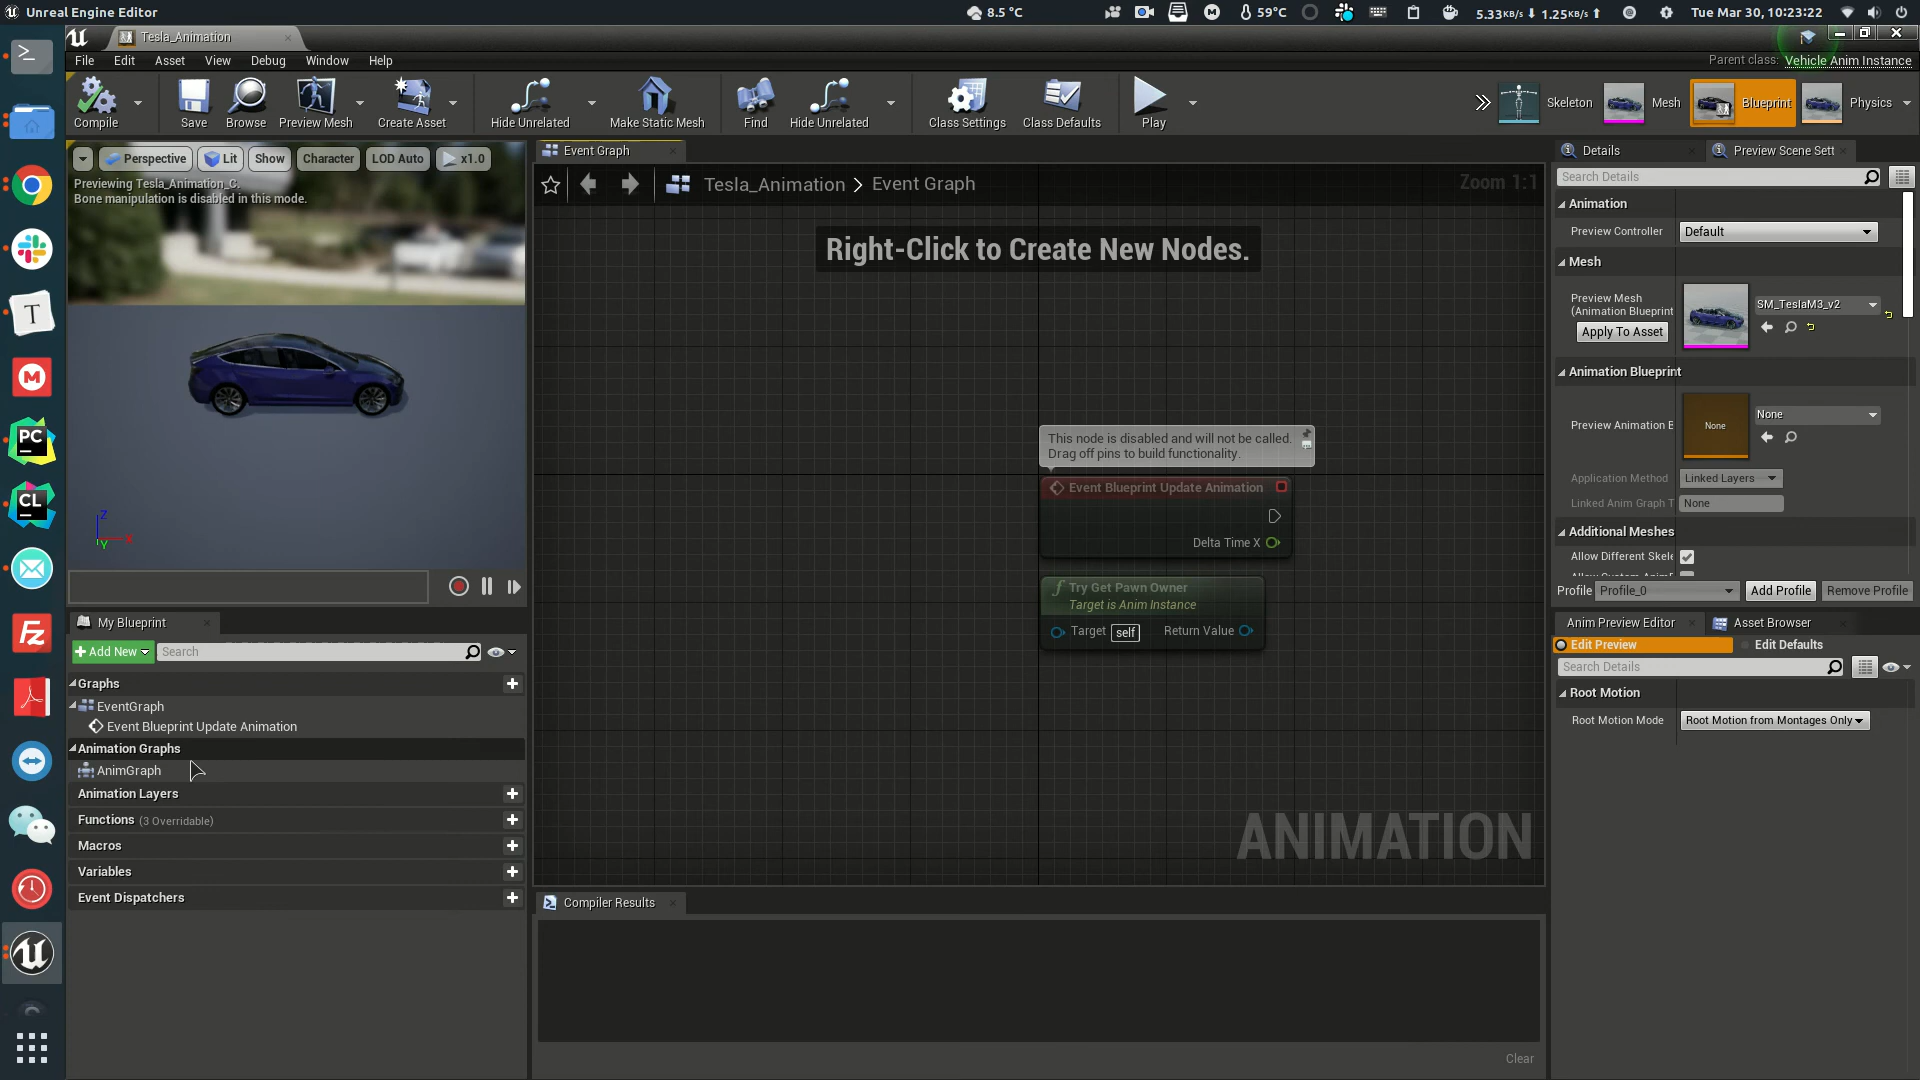 Unreal Engine Editor
8.5 °C
59°C
5.33KB/s ⬇ 1.25KB/s ⬆
Tue Mar 30, 10:23:22
Tesla_Animation
File Edit Asset View Debug Window Help
Parent class: Vehicle Anim Instance
Compile
Save
Browse
Preview Mesh
Create Asset
Hide Unrelated
Make Static Mesh
Find
Hide Unrelated
Class Settings
Class Defaults
Play
Skeleton
Mesh
Blueprint
Physics
Perspective
Lit
Show
Character
LOD Auto
x1.0
Previewing Tesla_Animation_C.
Bone manipulation is disabled in this mode.
Z
X
Y
Event Graph
Tesla_Animation > Event Graph
Zoom 1:1
Right-Click to Create New Nodes.
This node is disabled and will not be called.
Drag off pins to build functionality.
Event Blueprint Update Animation
Delta Time X
Try Get Pawn Owner
Target is Anim Instance
Target self Return Value
ANIMATION
Compiler Results
Clear
My Blueprint
Add New
Search
Graphs
EventGraph
Event Blueprint Update Animation
Animation Graphs
AnimGraph
Animation Layers
Functions (3 Overridable)
Macros
Variables
Event Dispatchers
Details
Preview Scene Sett
Search Details
Animation
Preview Controller Default
Mesh
Preview Mesh
(Animation Blueprint
Apply To Asset
SM_TeslaM3_v2
Animation Blueprint
Preview Animation B
None
None
Application Method Linked Layers
Linked Anim Graph T None
Additional Meshes
Allow Different Skele
Profile Profile_0 Add Profile Remove Profile
Anim Preview Editor
Asset Browser
Edit Preview
Edit Defaults
Search Details
Root Motion
Root Motion Mode Root Motion from Montages Only
T
M
PC
CL
Fz